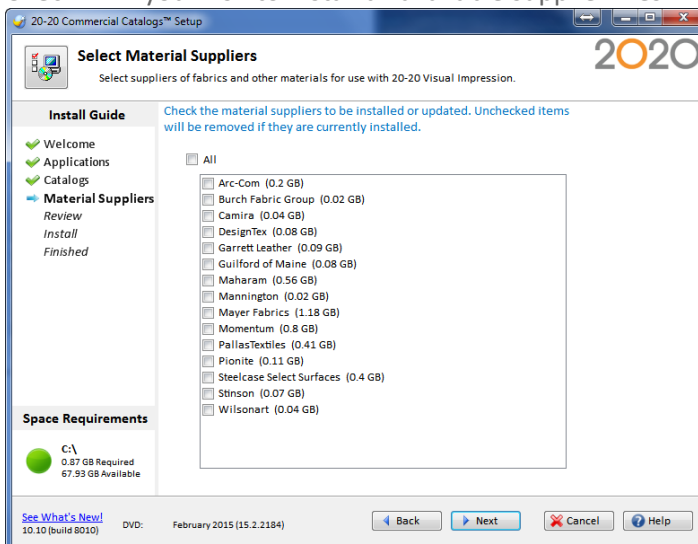 20-20 Commercial Catalogs™ Setup
Select Material Suppliers
Select suppliers of fabrics and other materials for use with 20-20 Visual Impression.
2020
Install Guide
Welcome
Applications
Catalogs
Material Suppliers
Review
Install
Finished
Check the material suppliers to be installed or updated. Unchecked items
will be removed if they are currently installed.
All
Arc-Com (0.2 GB)
Burch Fabric Group (0.02 GB)
Camira (0.04 GB)
DesignTex (0.08 GB)
Garrett Leather (0.09 GB)
Guilford of Maine (0.08 GB)
Maharam (0.56 GB)
Mannington (0.02 GB)
Mayer Fabrics (1.18 GB)
Momentum (0.8 GB)
PallasTextiles (0.41 GB)
Pionite (0.11 GB)
Steelcase Select Surfaces (0.4 GB)
Stinson (0.07 GB)
Wilsonart (0.04 GB)
Space Requirements
C:\
0.87 GB Required
67.93 GB Available
See What's New!
10.10 (build 8010)
DVD: February 2015 (15.2.2184)
Back
Next
Cancel
Help